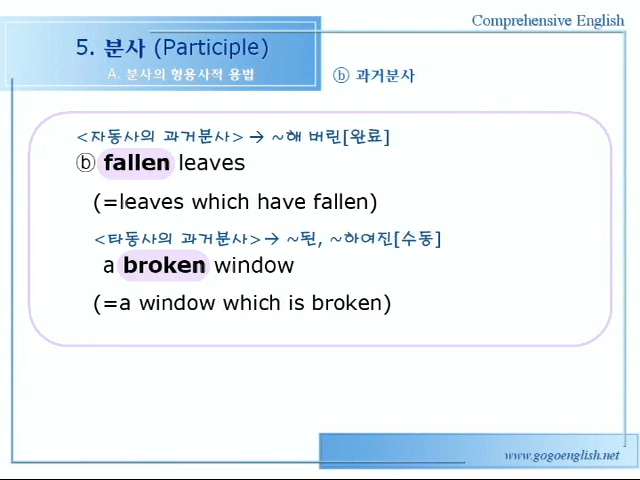 Comprehensive English
5. 분사 (Participle)
A. 분사의 형용사적 용법
ⓑ 과거분사
<자동사의 과거분사> → ~해 버린[완료]
ⓑ fallen leaves
(=leaves which have fallen)
<타동사의 과거분사>→ ~된, ~하여진[수동]
a broken window
(=a window which is broken)
www.gogoenglish.net